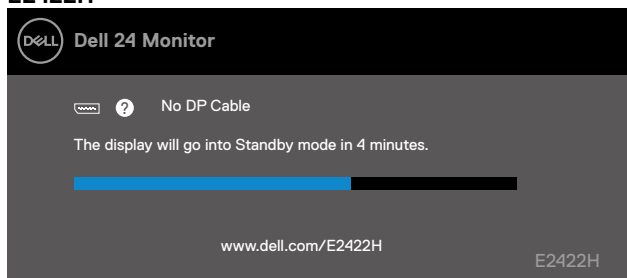 E2422H
DELL Dell 24 Monitor
? No DP Cable
The display will go into Standby mode in 4 minutes.
www.dell.com/E2422H
E2422H